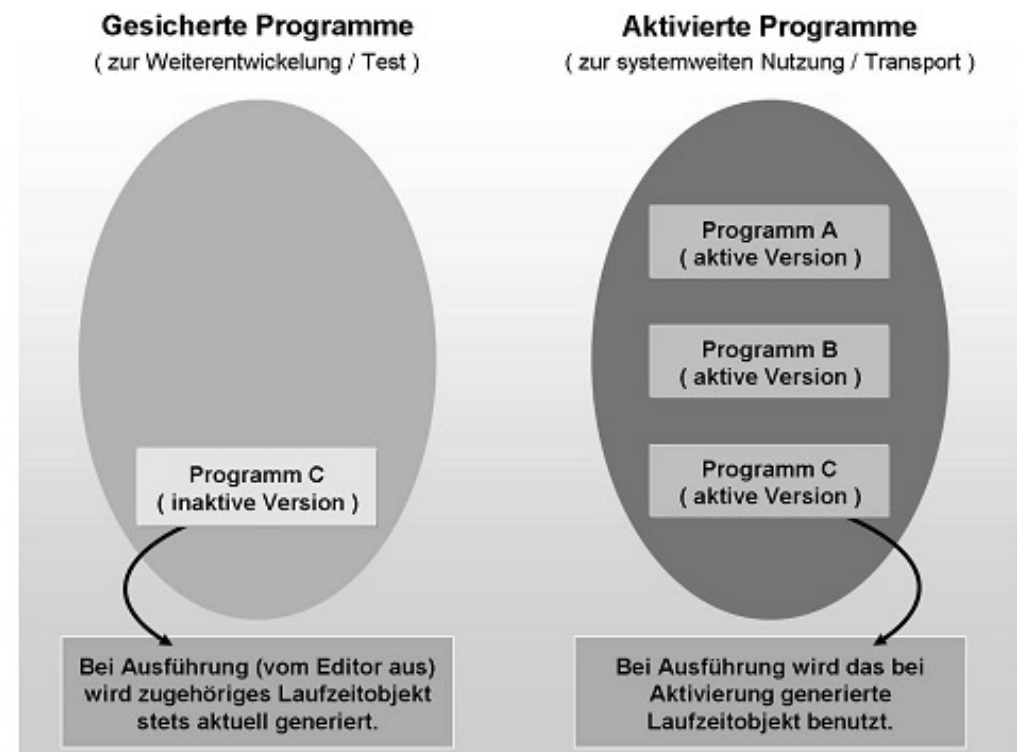 Gesicherte Programme
( zur Weiterentwickelung / Test )
Programm C
( inaktive Version )
Bei Ausführung (vom Editor aus)
wird zugehöriges Laufzeitobjekt
stets aktuell generiert.
Aktivierte Programme
( zur systemweiten Nutzung / Transport )
Programm A
( aktive Version )
Programm B
( aktive Version )
Programm C
( aktive Version )
Bei Ausführung wird das bei
Aktivierung generierte
Laufzeitobjekt benutzt.